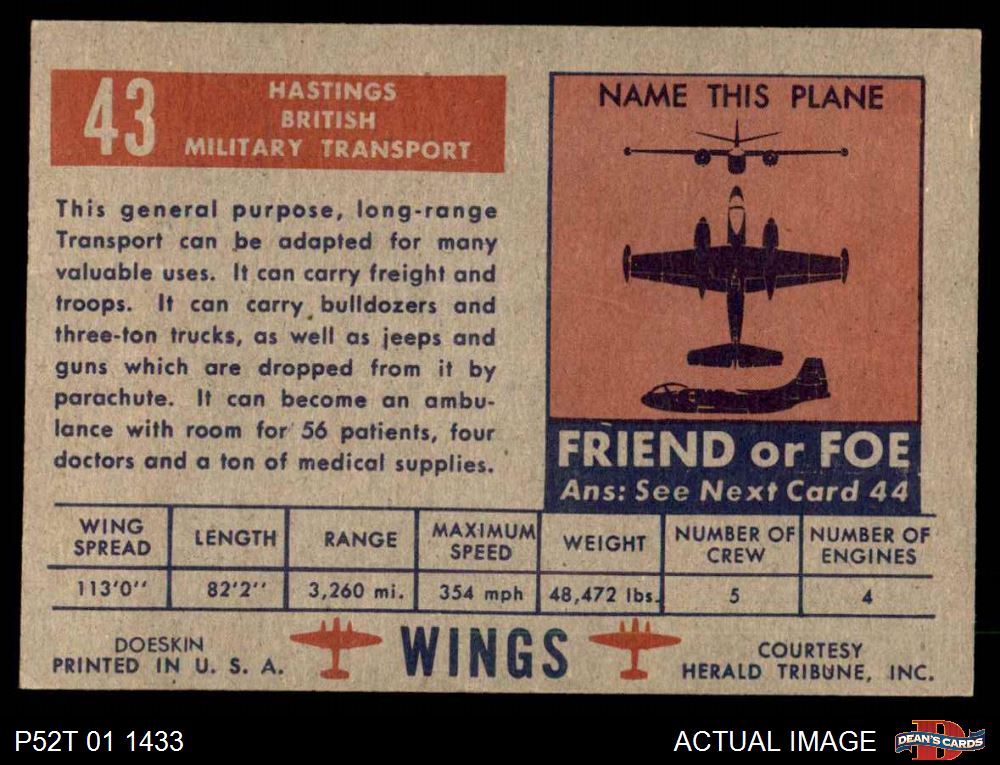 43
HASTINGS
BRITISH
MILITARY TRANSPORT
This general purpose, long-range
Transport can be adapted for many
valuable uses. It can carry freight and
troops. It can carry bulldozers and
three-ton trucks, as well as jeeps and
guns which are dropped from it by
parachute. It can become an ambu-
lance with room for 56 patients, four
doctors and a ton of medical supplies.
NAME THIS PLANE
FRIEND or FOE
Ans: See Next Card 44
WING SPREAD LENGTH RANGE MAXIMUM SPEED WEIGHT NUMBER OF CREW NUMBER OF ENGINES
113'0'' 82'2'' 3,260 mi. 354 mph 48,472 lbs. 5 4
DOESKIN
PRINTED IN U. S. A.
WINGS
COURTESY
HERALD TRIBUNE, INC.
P52T 01 1433
ACTUAL IMAGE
DEAN'S CARDS